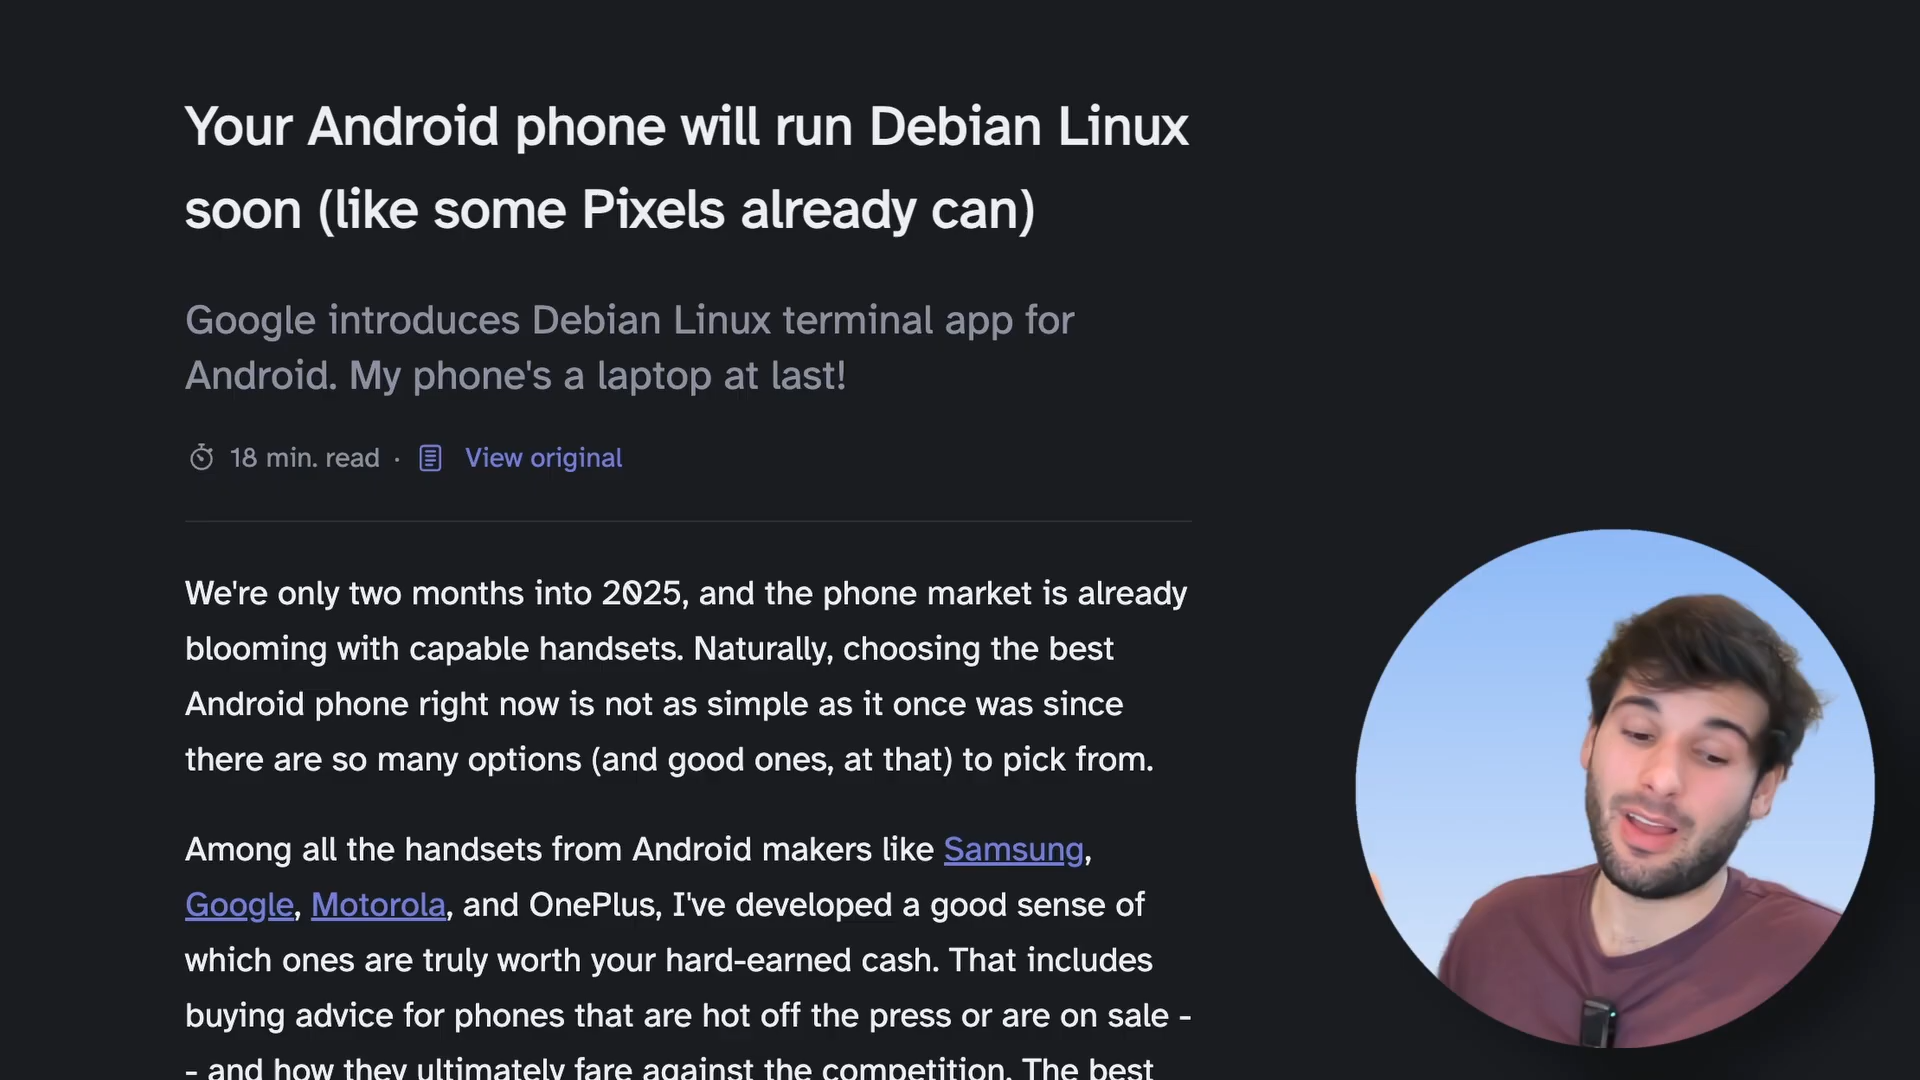 Your Android phone will run Debian Linux
soon (like some Pixels already can)
Google introduces Debian Linux terminal app for
Android. My phone's a laptop at last!
18 min. read · View original
We're only two months into 2025, and the phone market is already
blooming with capable handsets. Naturally, choosing the best
Android phone right now is not as simple as it once was since
there are so many options (and good ones, at that) to pick from.
Among all the handsets from Android makers like Samsung,
Google, Motorola, and OnePlus, I've developed a good sense of
which ones are truly worth your hard-earned cash. That includes
buying advice for phones that are hot off the press or are on sale -
- and how they ultimately fare against the competition. The best